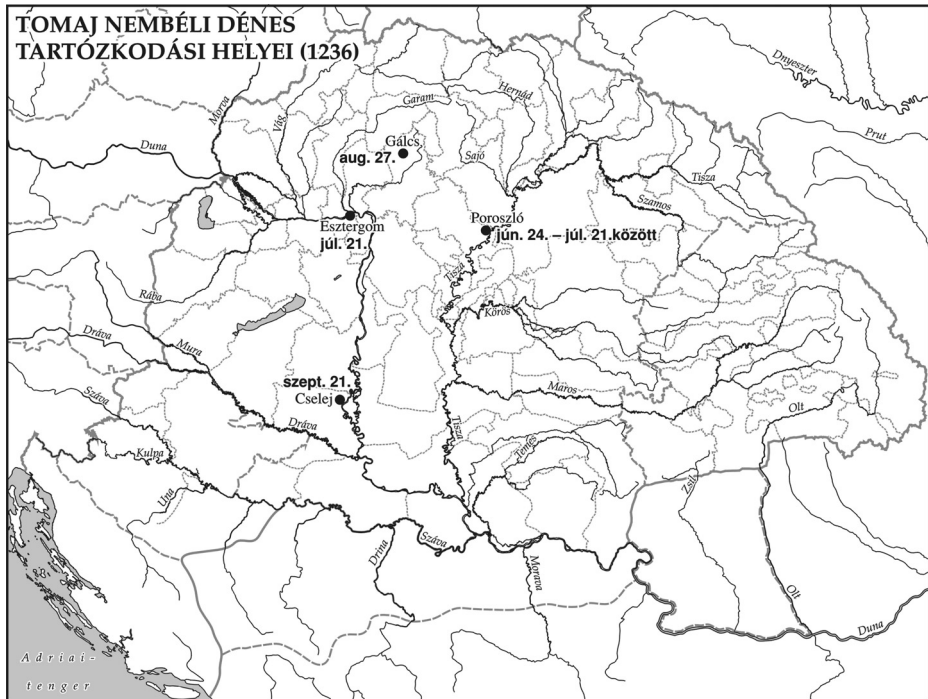 TOMAJ NEMBÉLI DÉNES
TARTÓZKODÁSI HELYEI (1236)
Dnyeszter
Morva
Vág
Garam
Hernád
Prut
Duna
Gálcs
aug. 27.
Sajó
Tisza
Szamos
Esztergom
júl. 21.
Poroszló
jún. 24. – júl. 21.között
Tisza
Rába
Körös
Dráva
Mura
szept. 21.
Cselej
Maros
Száva
Olt
Dráva
Tisza
Temes
Kulpa
Zsil
Una
Száva
Drina
Morava
Olt
Duna
Adriai-
tenger